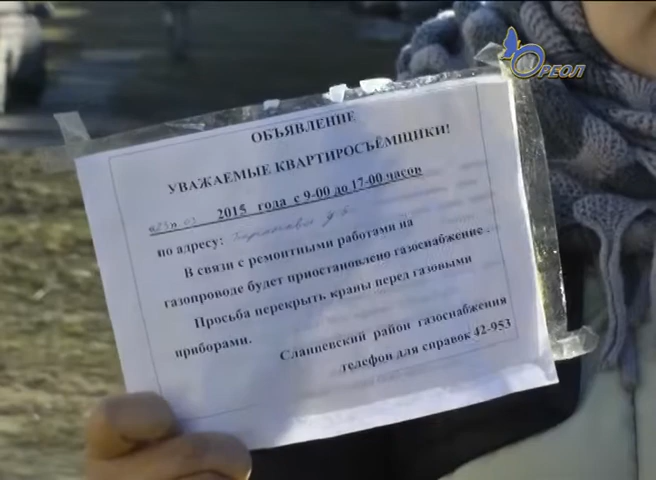 ОРЕОЛ
ОБЪЯВЛЕНИЕ
УВАЖАЕМЫЕ КВАРТИРОСЪЁМЩИКИ!
2015 года с 9-00 до 17-00 часов
по адресу:
В связи с ремонтными работами на
газопроводе будет приостановлено газоснабжение.
Просьба перекрыть краны перед газовыми
приборами.
Сланцевский район газоснабжения
телефон для справок 42-953